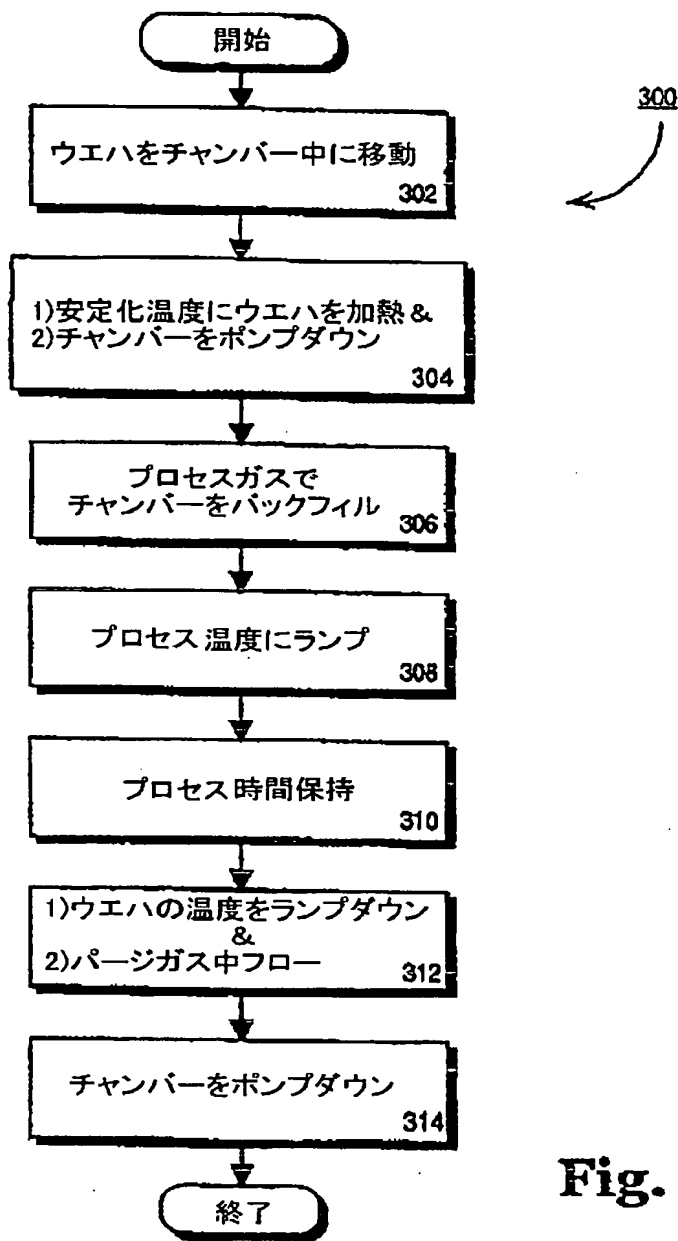 開始
300
ウエハをチャンバー中に移動
302
1)安定化温度にウエハを加熱 &
2)チャンバーをポンプダウン
304
プロセスガスで
チャンバーをバックフィル
306
プロセス温度にランプ
308
プロセス時間保持
310
1)ウエハの温度をランプダウン
&
2)パージガス中フロー
312
チャンバーをポンプダウン
314
終了
Fig.